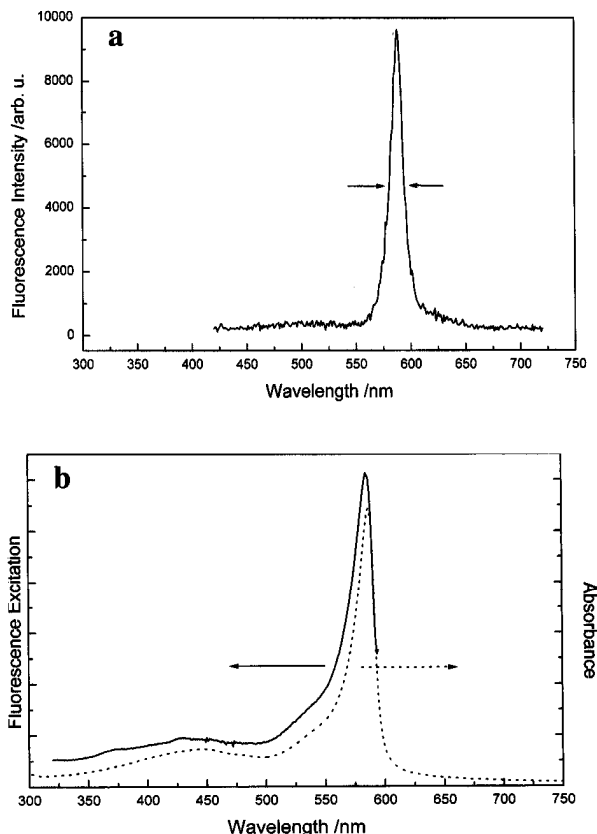 a
10000
8000
6000
4000
2000
0
Fluorescence Intensity /arb. u.
300 350 400 450 500 550 600 650 700 750
Wavelength /nm
b
Fluorescence Excitation
Absorbance
300 350 400 450 500 550 600 650 700 750
Wavelength /nm